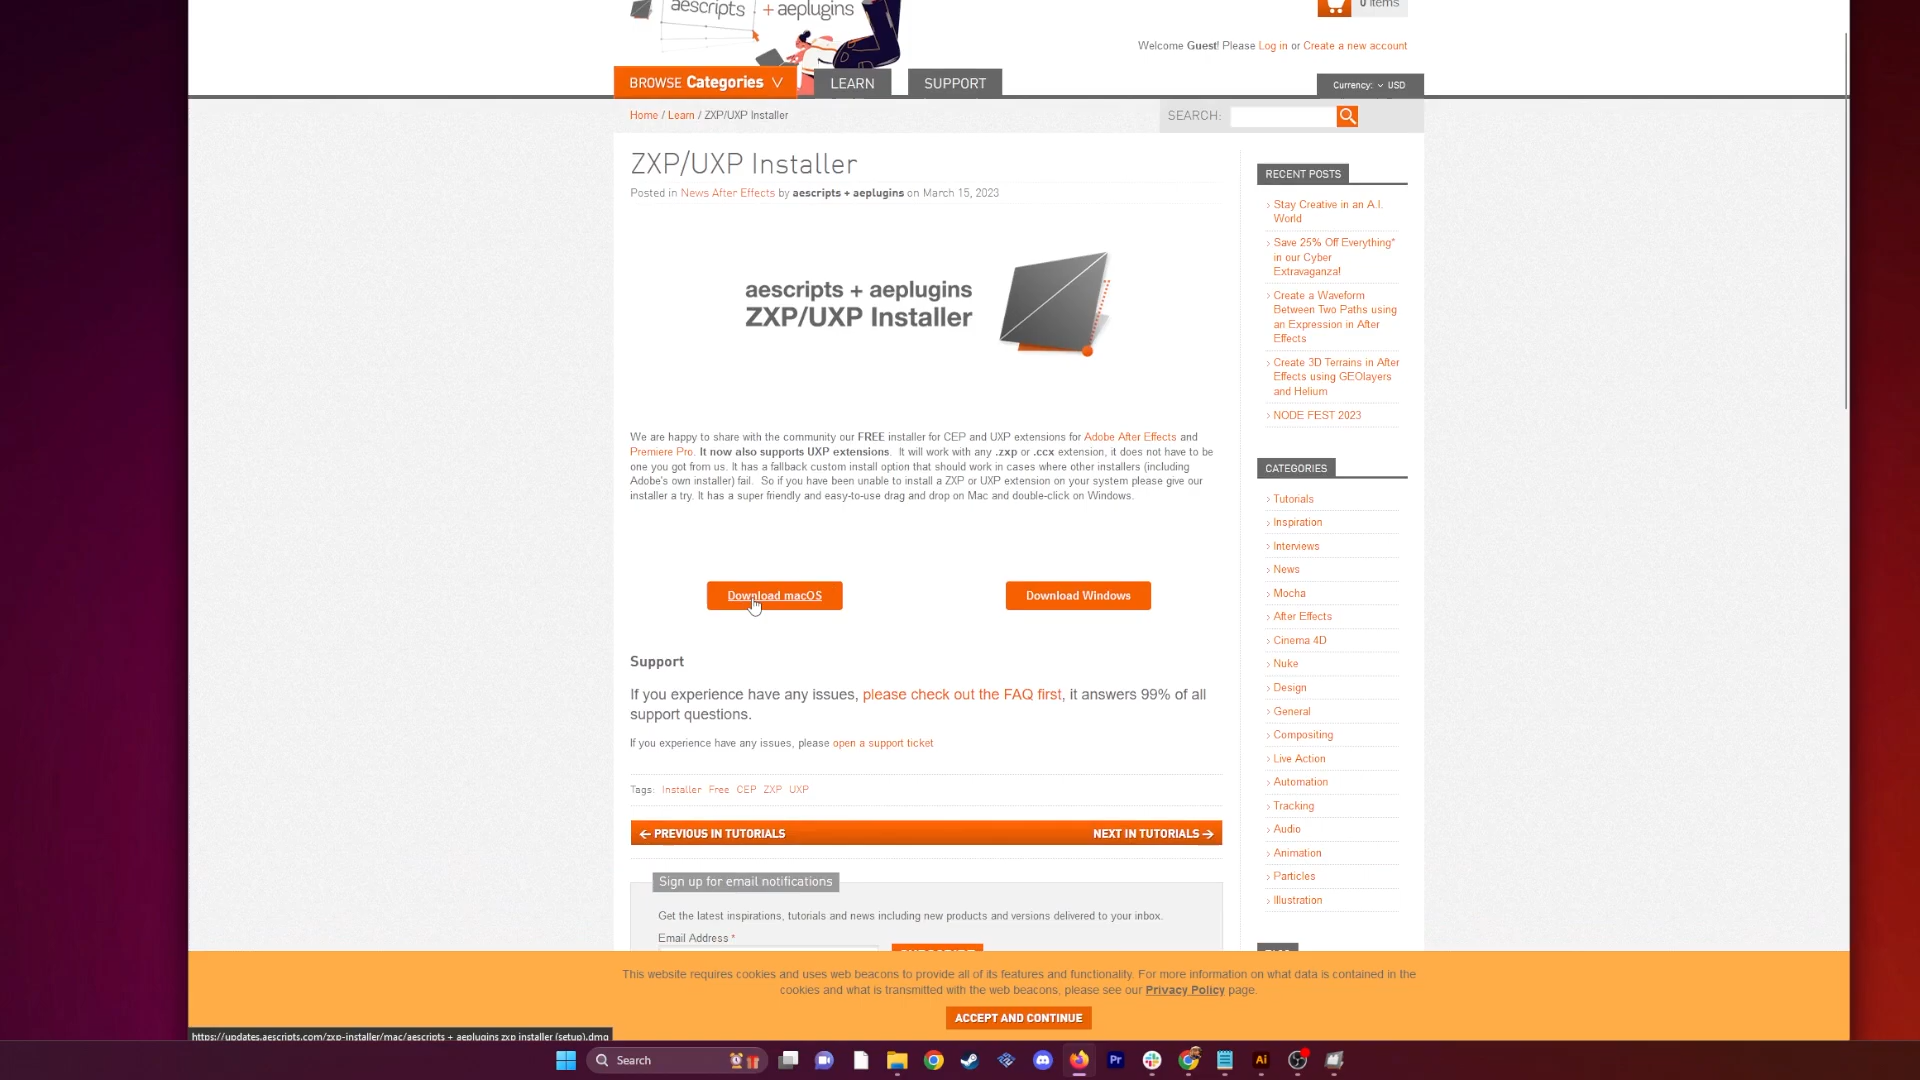 aescripts + aeplugins
0 items
Welcome Guest! Please Log in or Create a new account
BROWSE Categories
LEARN
SUPPORT
Currency: USD
Home / Learn / ZXP/UXP Installer
SEARCH:
ZXP/UXP Installer
Posted in News After Effects by aescripts + aeplugins on March 15, 2023
aescripts + aeplugins
ZXP/UXP Installer
We are happy to share with the community our FREE installer for CEP and UXP extensions for Adobe After Effects and
Premiere Pro. It now also supports UXP extensions. It will work with any .zxp or .ccx extension, it does not have to be
one you got from us. It has a fallback custom install option that should work in cases where other installers (including
Adobe's own installer) fail. So if you have been unable to install a ZXP or UXP extension on your system please give our
installer a try. It has a super friendly and easy-to-use drag and drop on Mac and double-click on Windows.
Download macOS
Download Windows
Support
If you experience have any issues, please check out the FAQ first, it answers 99% of all
support questions.
If you experience have any issues, please open a support ticket
Tags: Installer Free CEP ZXP UXP
← PREVIOUS IN TUTORIALS
NEXT IN TUTORIALS →
Sign up for email notifications
Get the latest inspirations, tutorials and news including new products and versions delivered to your inbox.
Email Address *
RECENT POSTS
Stay Creative in an A.I.
World
Save 25% Off Everything*
in our Cyber
Extravaganza!
Create a Waveform
Between Two Paths using
an Expression in After
Effects
Create 3D Terrains in After
Effects using GEOlayers
and Helium
NODE FEST 2023
CATEGORIES
Tutorials
Inspiration
Interviews
News
Mocha
After Effects
Cinema 4D
Nuke
Design
General
Compositing
Live Action
Automation
Tracking
Audio
Animation
Particles
Illustration
This website requires cookies and uses web beacons to provide all of its features and functionality. For more information on what data is contained in the
cookies and what is transmitted with the web beacons, please see our Privacy Policy page.
ACCEPT AND CONTINUE
https://updates.aescripts.com/zxp-installer/mac/aescripts + aeplugins zxp installer (setup).dmg
Search
Pr
Ai